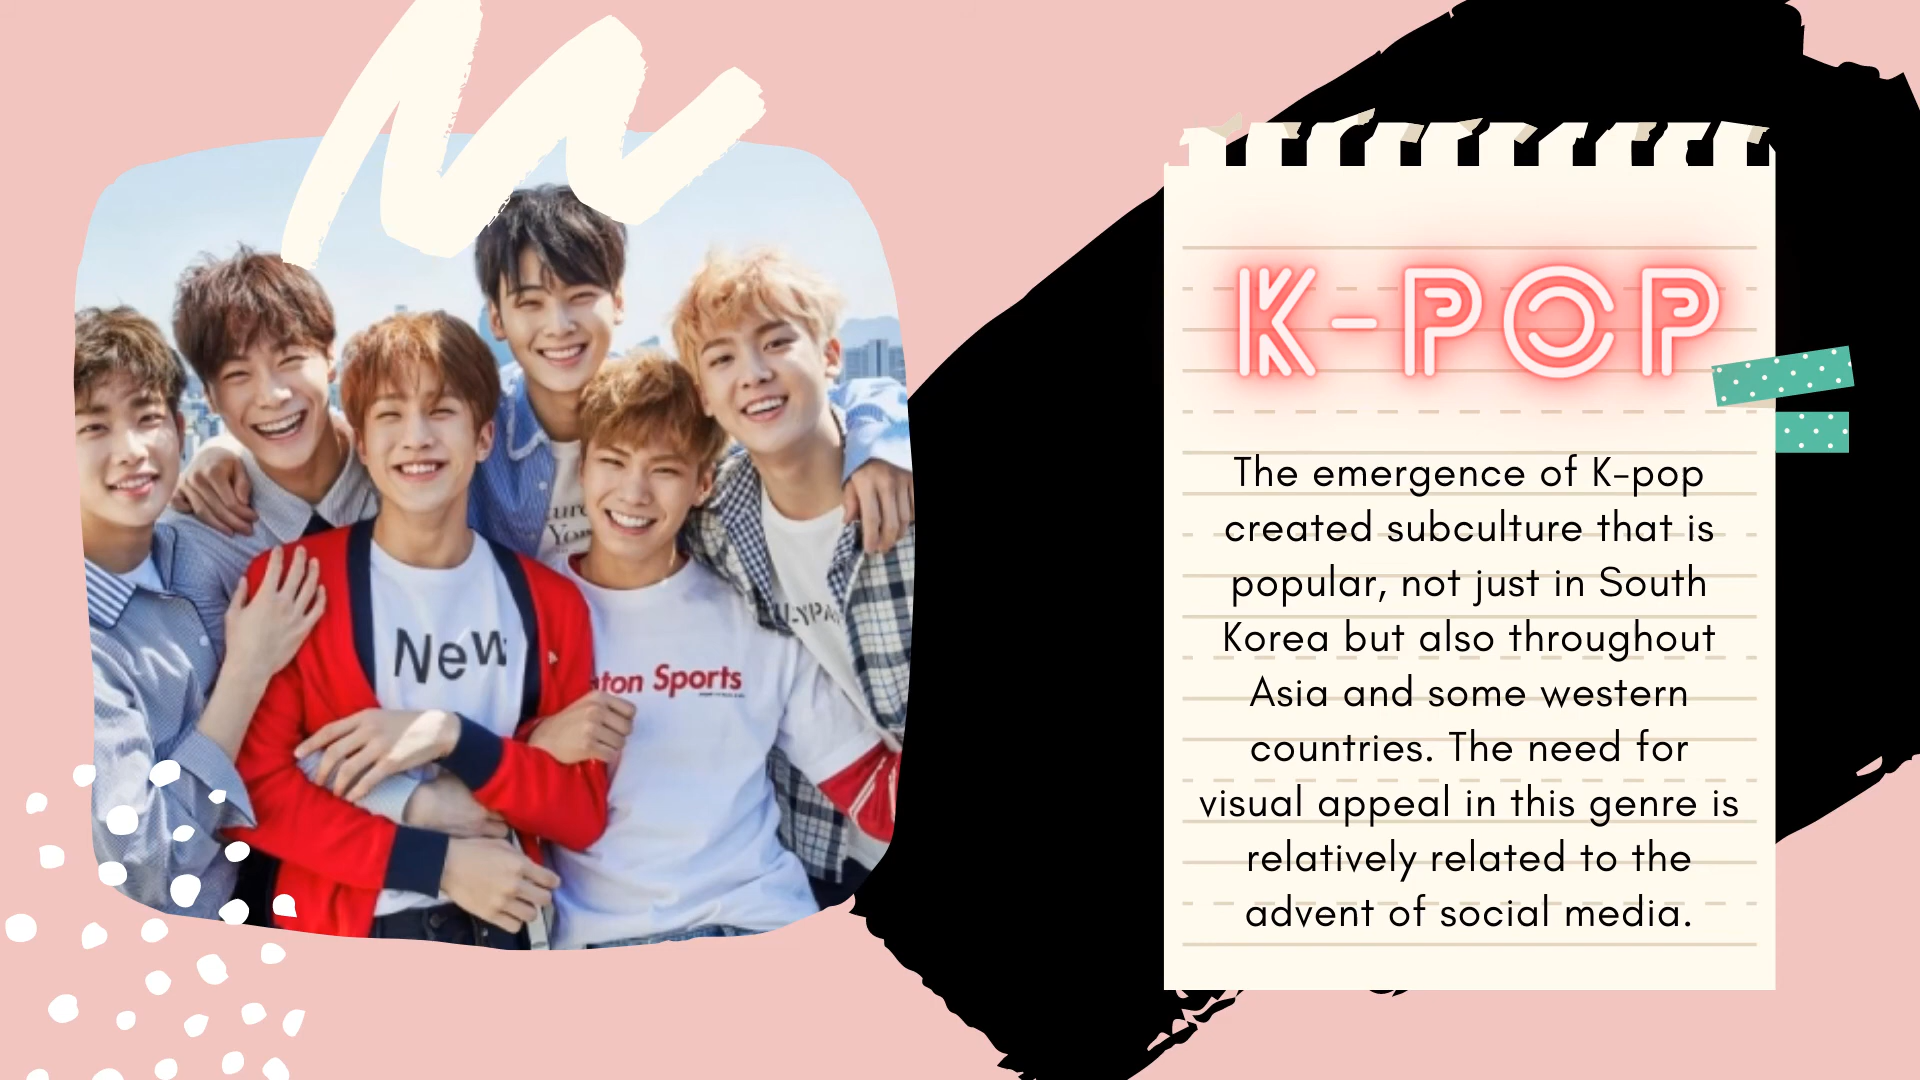 K-POP
The emergence of K-pop
created subculture that is
popular, not just in South
Korea but also throughout
Asia and some western
countries. The need for
visual appeal in this genre is
relatively related to the
advent of social media.
New
Sports